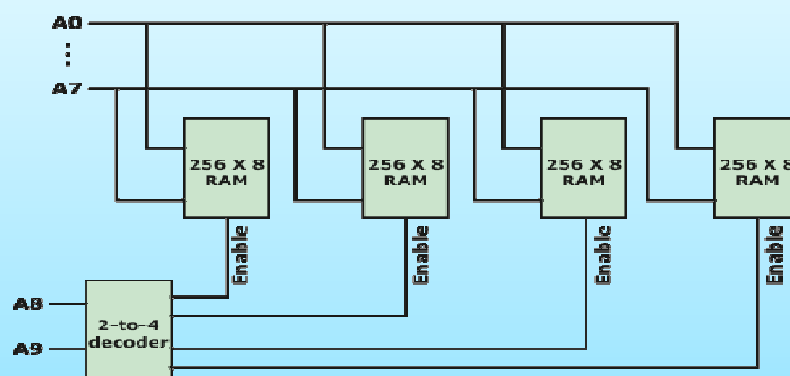 A0
⋮
A7
256 X 8
RAM
256 X 8
RAM
256 X 8
RAM
256 X 8
RAM
Enable
Enable
Enable
Enable
A8
2-to-4
decoder
A9